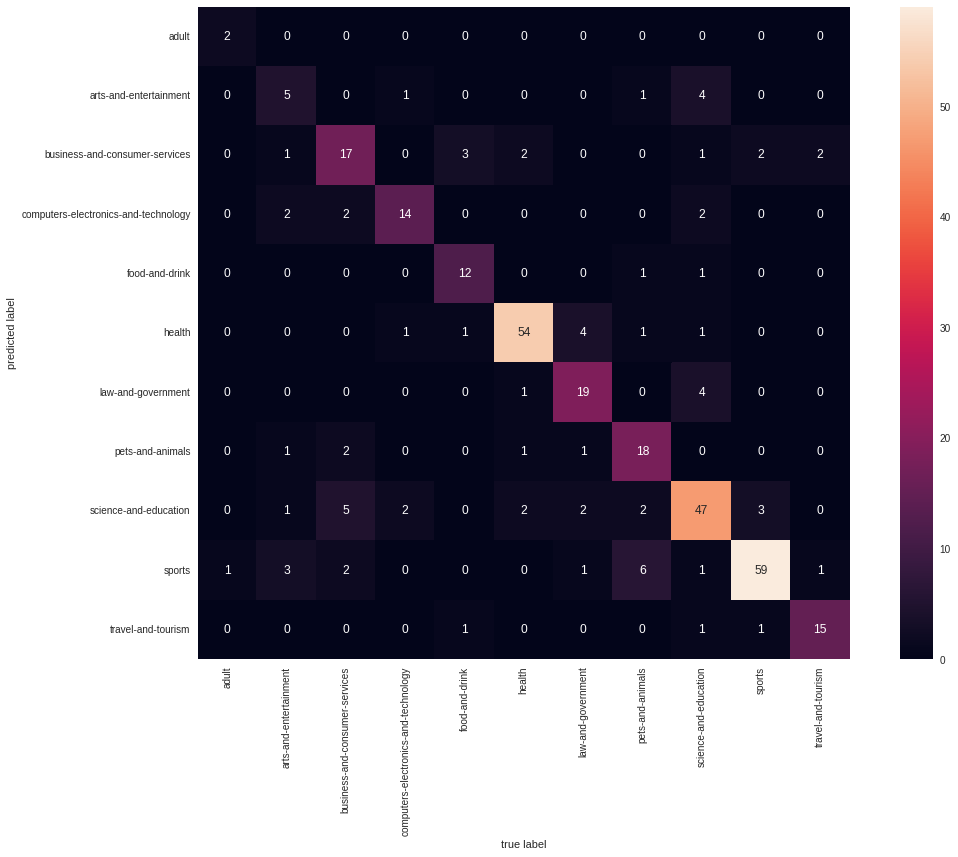 adult 2 0 0 0 0 0 0 0 0 0 0
arts-and-entertainment 0 5 0 1 0 0 0 1 4 0 0
business-and-consumer-services 0 1 17 0 3 2 0 0 1 2 2
computers-electronics-and-technology 0 2 2 14 0 0 0 0 2 0 0
food-and-drink 0 0 0 0 12 0 0 1 1 0 0
health 0 0 0 1 1 54 4 1 1 0 0
law-and-government 0 0 0 0 0 1 19 0 4 0 0
pets-and-animals 0 1 2 0 0 1 1 18 0 0 0
science-and-education 0 1 5 2 0 2 2 2 47 3 0
sports 1 3 2 0 0 0 1 6 1 59 1
travel-and-tourism 0 0 0 0 1 0 0 0 1 1 15
predicted label
adult
arts-and-entertainment
business-and-consumer-services
computers-electronics-and-technology
food-and-drink
health
law-and-government
pets-and-animals
science-and-education
sports
travel-and-tourism
true label
50
40
30
20
10
0